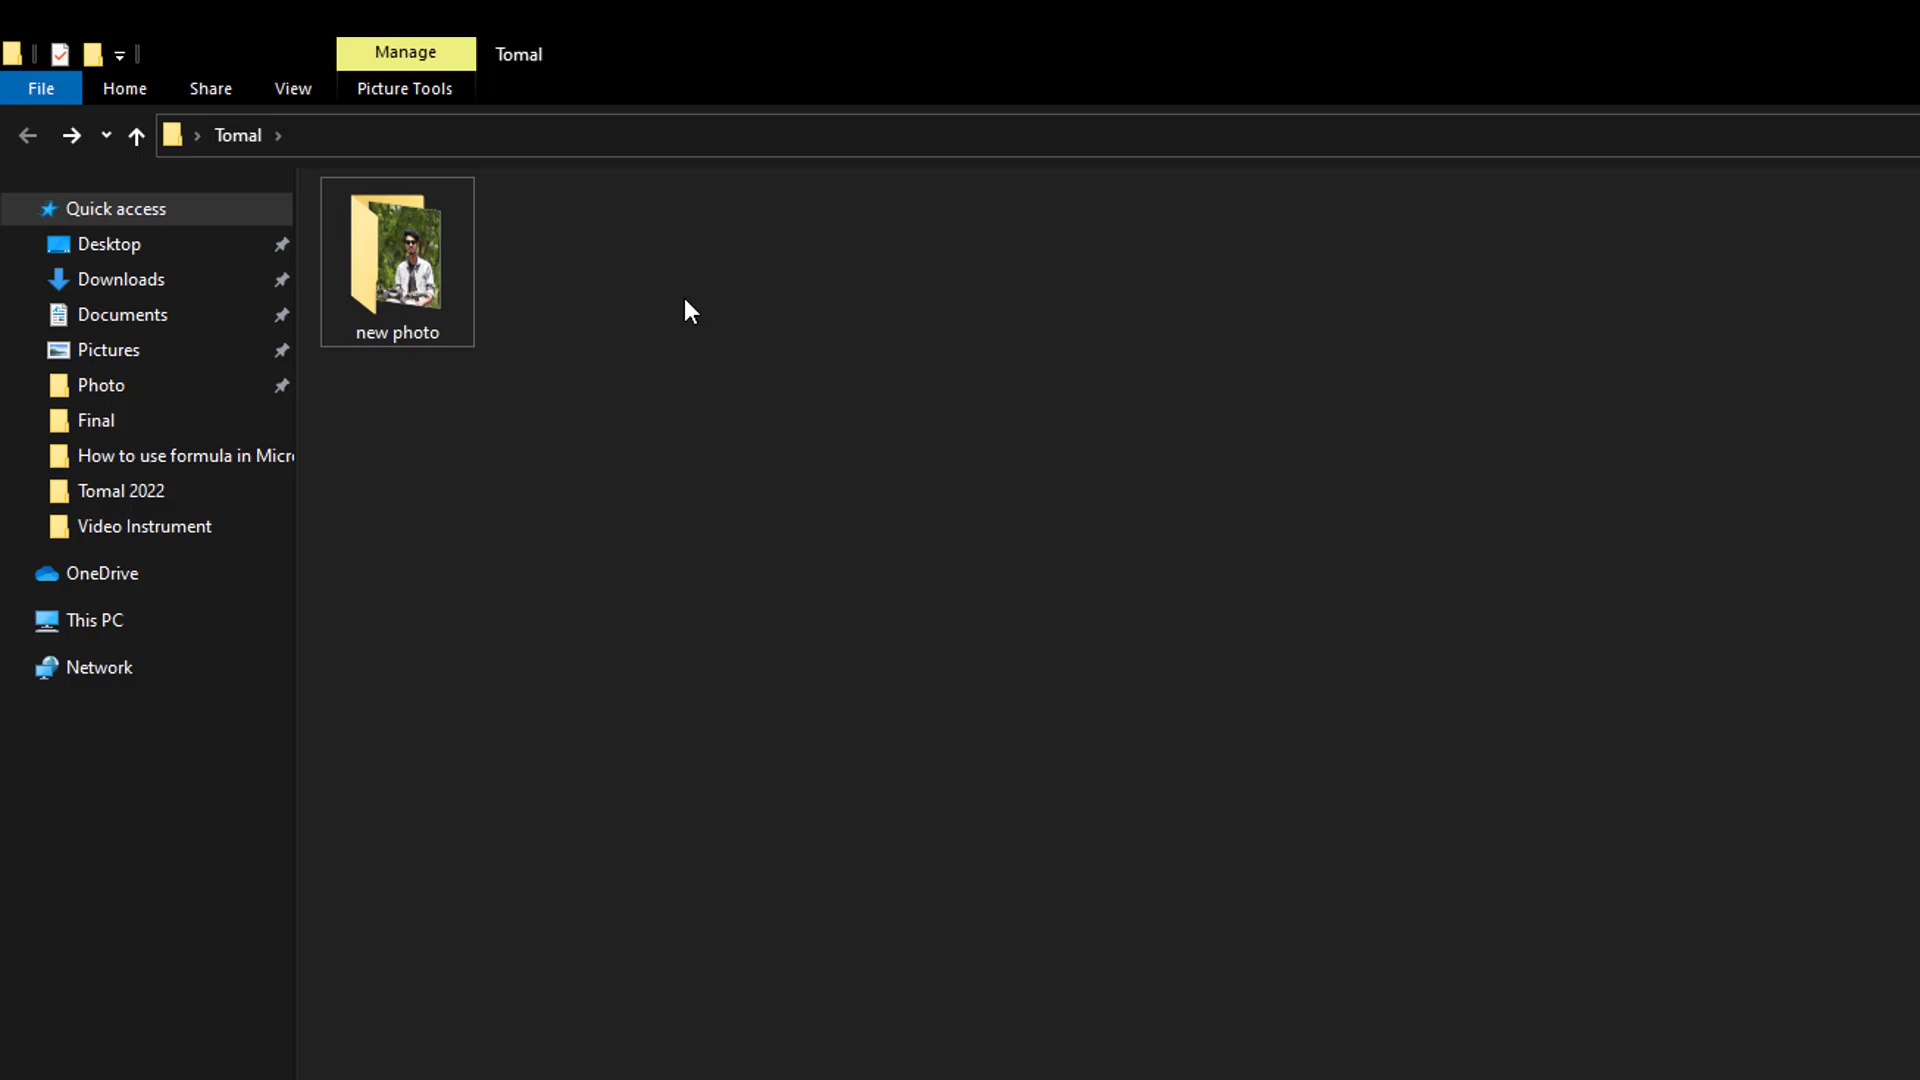 Manage
Tomal
File
Home
Share
View
Picture Tools
Tomal
Quick access
Desktop
Downloads
Documents
Pictures
Photo
Final
How to use formula in Micr
Tomal 2022
Video Instrument
OneDrive
This PC
Network
new photo